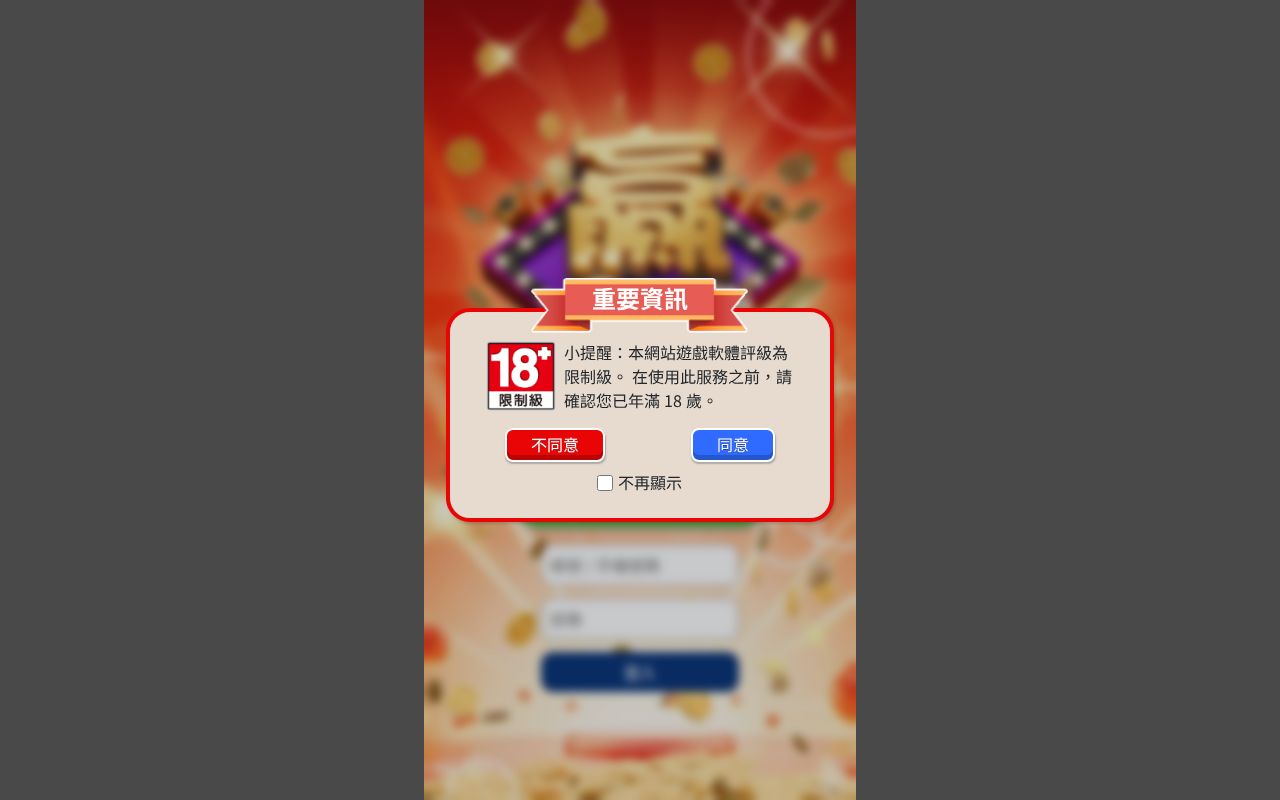 重要資訊
18+
限制級
小提醒：本網站遊戲軟體評級為
限制級。 在使用此服務之前，請
確認您已年滿 18 歲。
不同意
同意
不再顯示